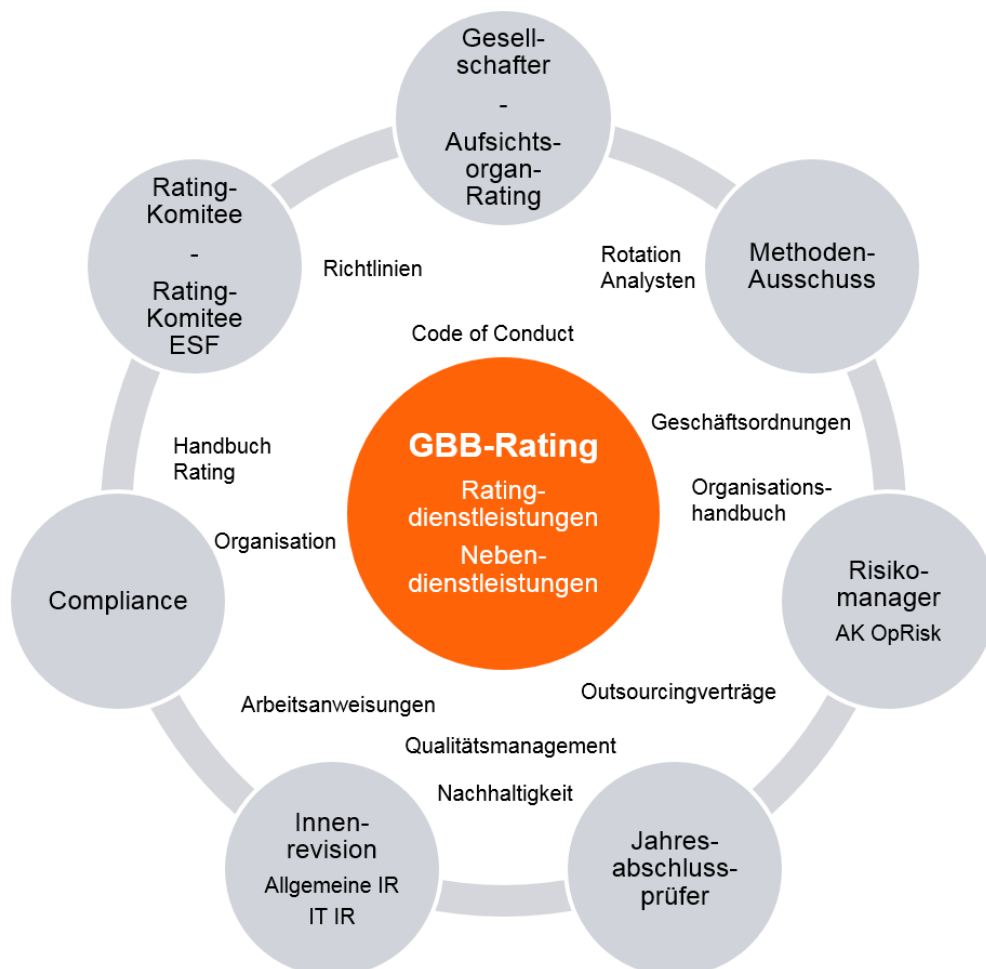 Gesell-
schafter
-
Aufsichts-
organ-
Rating
Rating-
Komitee
-
Rating-
Komitee
ESF
Richtlinien
Rotation
Analysten
Methoden-
Ausschuss
Code of Conduct
Geschäftsordnungen
GBB-Rating
Rating-
dienstleistungen
Neben-
dienstleistungen
Handbuch
Rating
Organisations-
handbuch
Organisation
Compliance
Risiko-
manager
AK OpRisk
Arbeitsanweisungen
Outsourcingverträge
Qualitätsmanagement
Nachhaltigkeit
Innen-
revision
Allgemeine IR
IT IR
Jahres-
abschluss-
prüfer